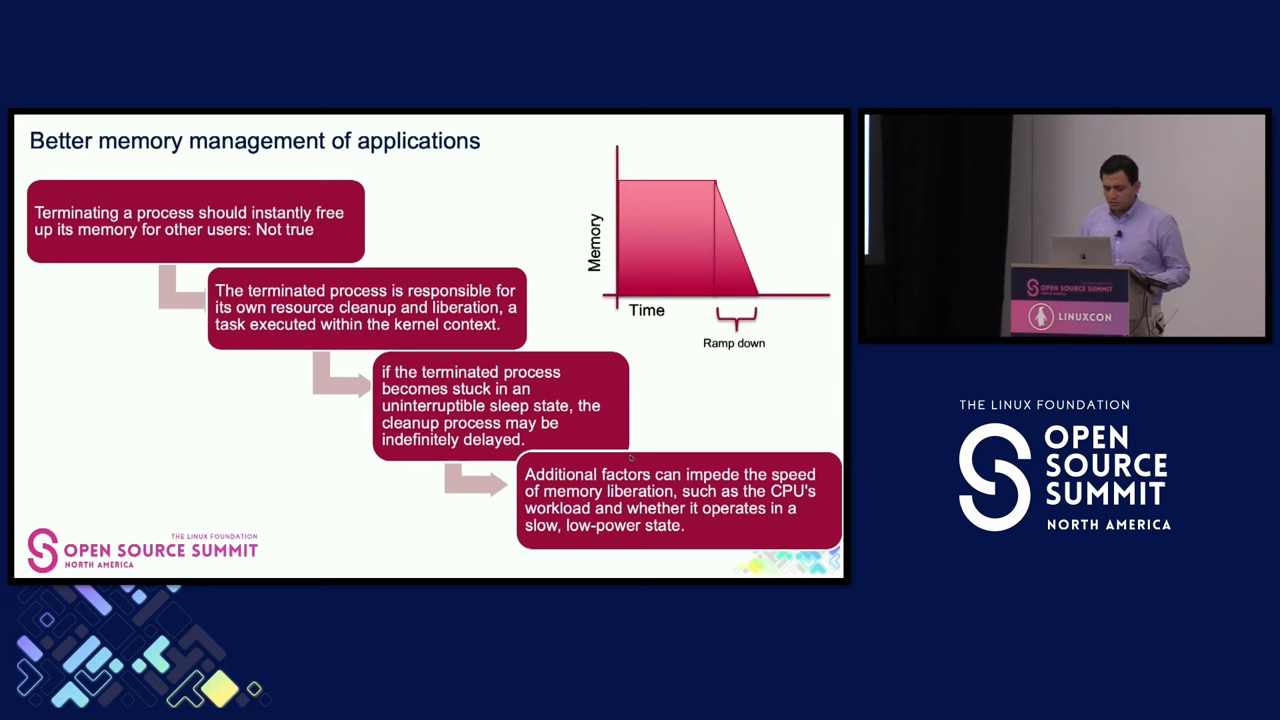 Better memory management of applications
Terminating a process should instantly free
up its memory for other users: Not true
The terminated process is responsible for
its own resource cleanup and liberation, a
task executed within the kernel context.
if the terminated process
becomes stuck in an
uninterruptible sleep state, the
cleanup process may be
indefinitely delayed.
Additional factors can impede the speed
of memory liberation, such as the CPU's
workload and whether it operates in a
slow, low-power state.
Memory
Time
Ramp down
THE LINUX FOUNDATION
OPEN SOURCE SUMMIT
NORTH AMERICA
OPEN SOURCE SUMMIT
LINUXCON
THE LINUX FOUNDATION
OPEN
SOURCE
SUMMIT
NORTH AMERICA